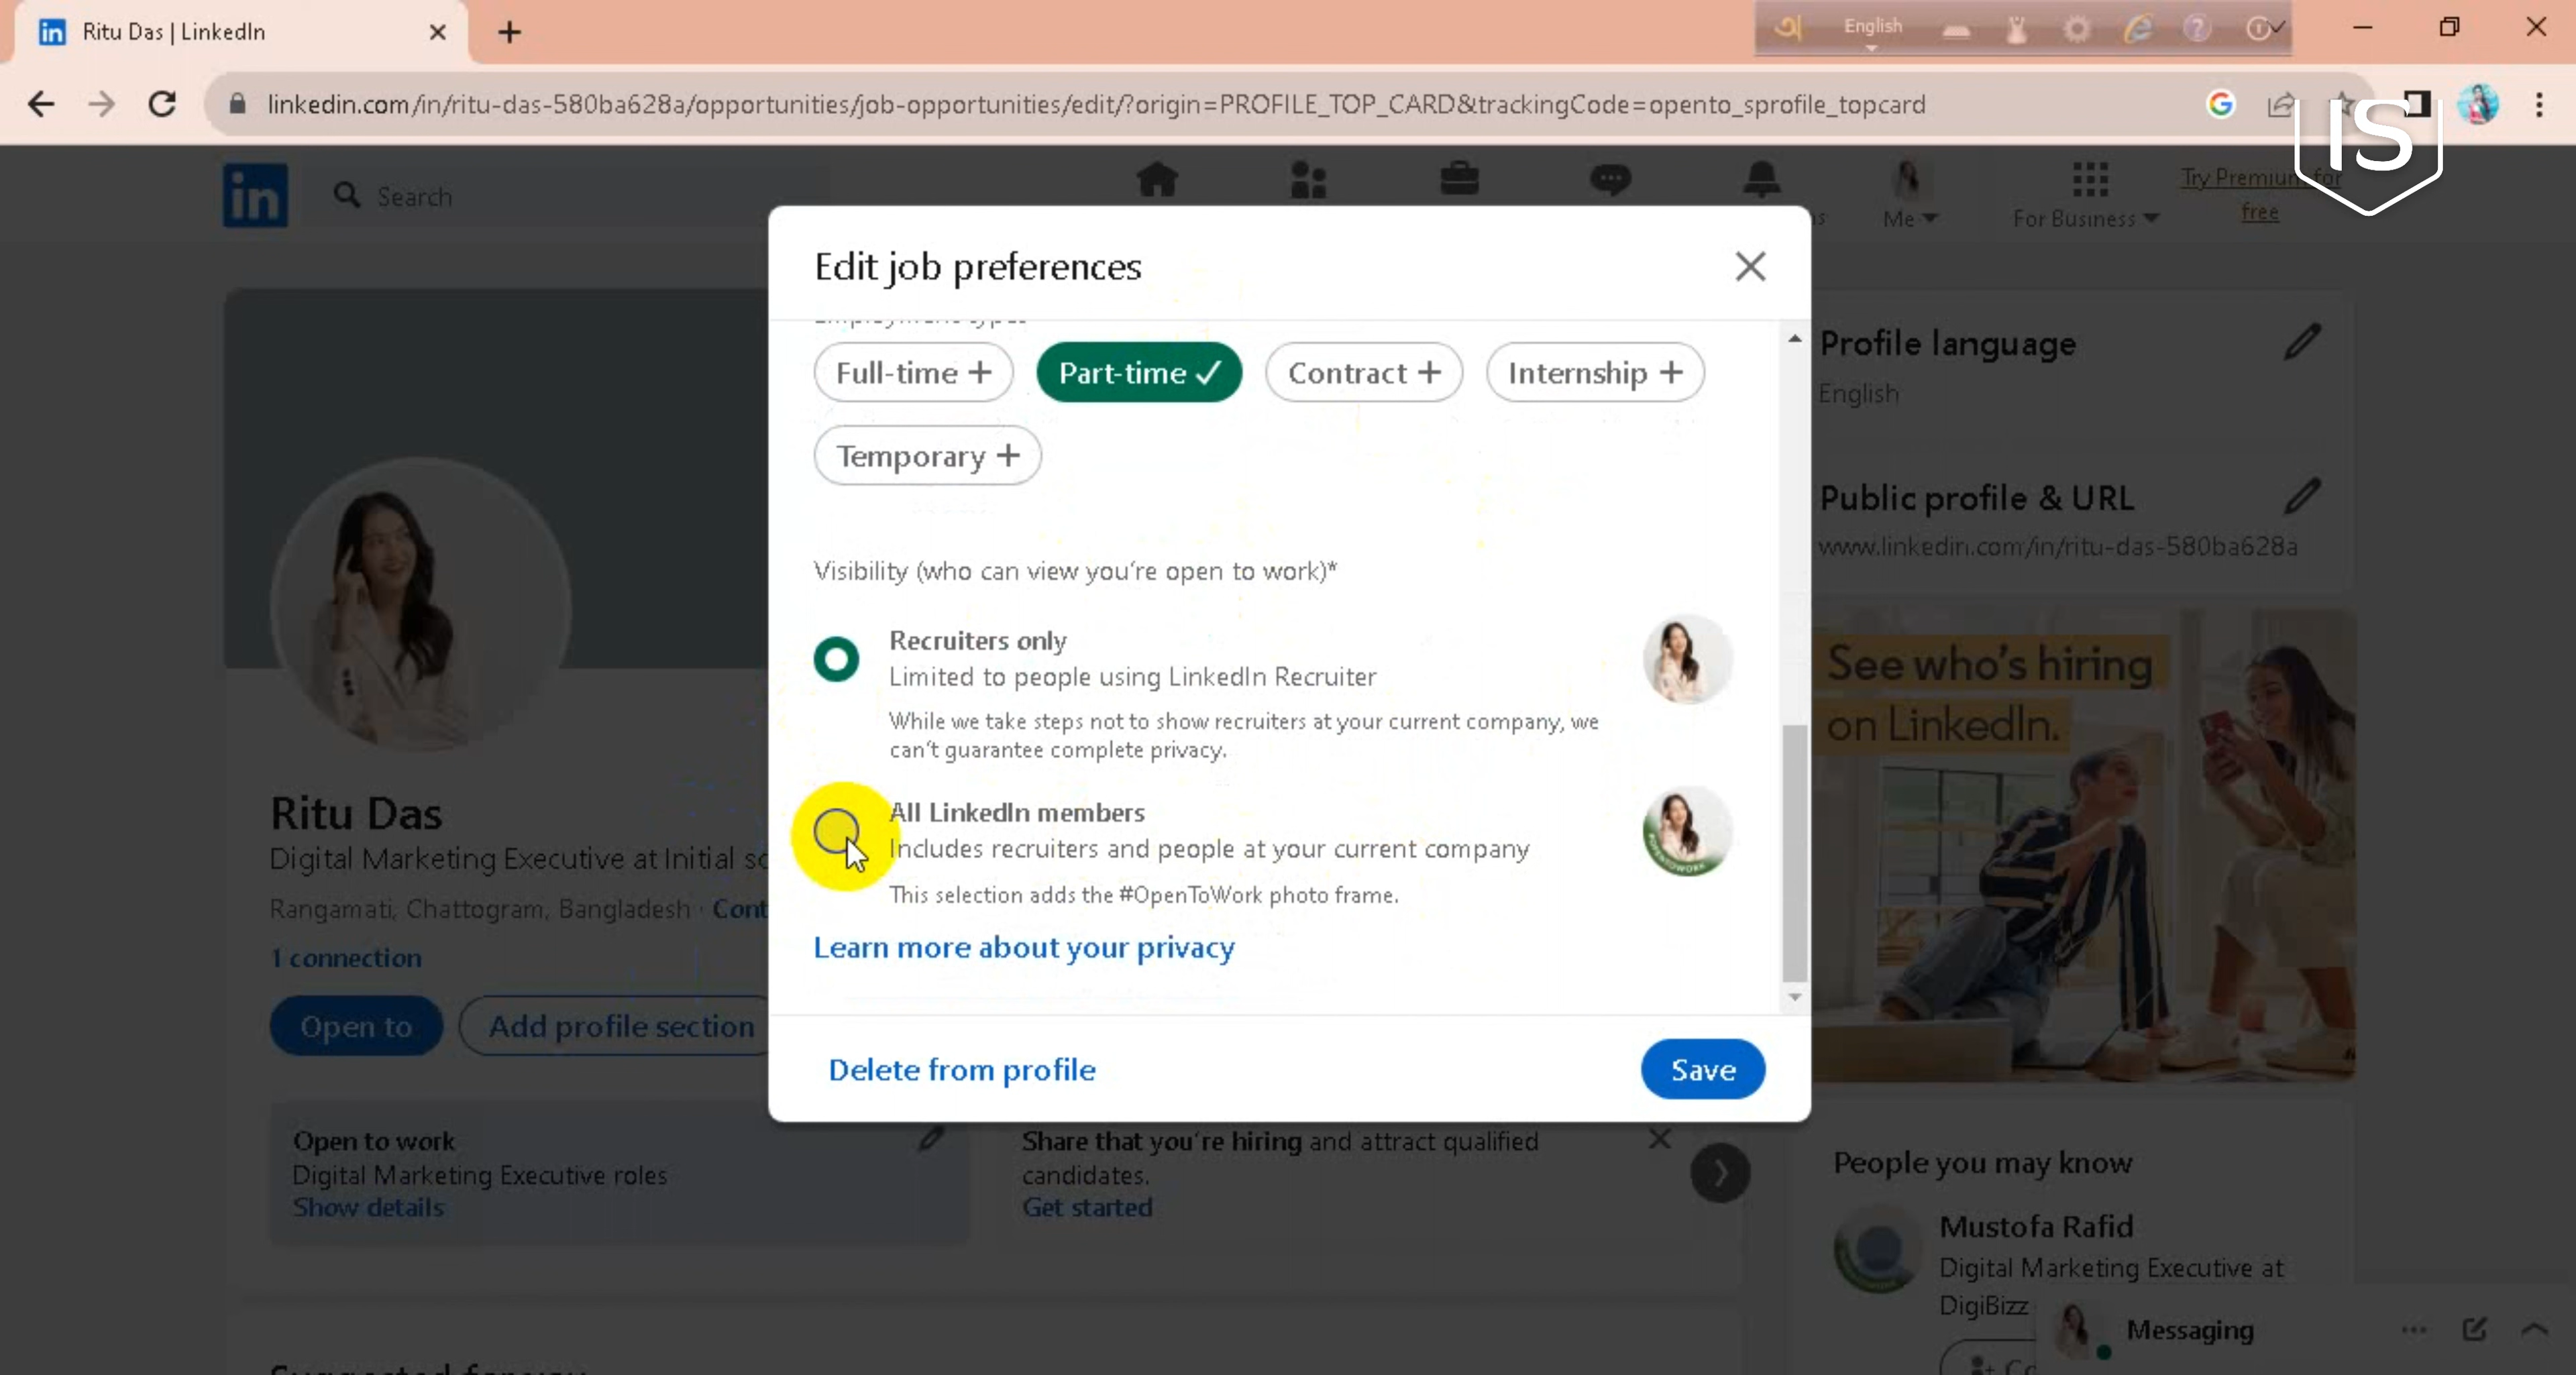 Ritu Das | LinkedIn
English
linkedin.com/in/ritu-das-580ba628a/opportunities/job-opportunities/edit/?origin=PROFILE_TOP_CARD&trackingCode=opento_sprofile_topcard
IS
in
Search
Me
For Business
Try Premium for
free
Edit job preferences
Employment types
Full-time +
Part-time ✓
Contract +
Internship +
Temporary +
Visibility (who can view you're open to work)*
Recruiters only
Limited to people using LinkedIn Recruiter
While we take steps not to show recruiters at your current company, we
can't guarantee complete privacy.
All LinkedIn members
Includes recruiters and people at your current company
This selection adds the #OpenToWork photo frame.
Learn more about your privacy
Delete from profile
Save
Ritu Das
Digital Marketing Executive at Initial
Rangamati, Chattogram, Bangladesh ·
1 connection
Open to
Add profile section
Open to work
Digital Marketing Executive roles
Show details
Share that you're hiring and attract qualified
candidates.
Get started
Profile language
English
Public profile & URL
www.linkedin.com/in/ritu-das-580ba628a
See who's hiring
on LinkedIn.
People you may know
Mustofa Rafid
Digital Marketing Executive at
DigiBizz
Messaging